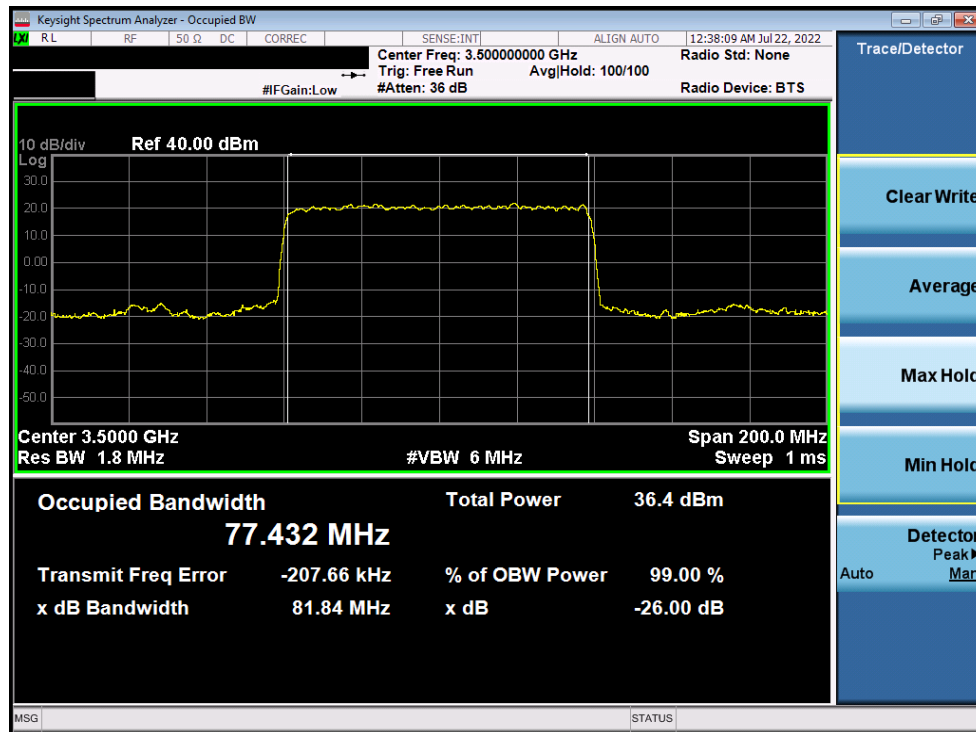 Keysight Spectrum Analyzer - Occupied BW
LXI RL RF 50 Ω DC CORREC SENSE:INT ALIGN AUTO 12:38:09 AM Jul 22, 2022
Center Freq: 3.500000000 GHz Radio Std: None
Trig: Free Run Avg|Hold: 100/100
#IFGain:Low #Atten: 36 dB Radio Device: BTS
10 dB/div Ref 40.00 dBm
Log
30.0
20.0
10.0
0.00
-10.0
-20.0
-30.0
-40.0
-50.0
Center 3.5000 GHz Span 200.0 MHz
Res BW 1.8 MHz #VBW 6 MHz Sweep 1 ms
Occupied Bandwidth Total Power 36.4 dBm
77.432 MHz
Transmit Freq Error -207.66 kHz % of OBW Power 99.00 %
x dB Bandwidth 81.84 MHz x dB -26.00 dB
MSG STATUS
Trace/Detector
Clear Write
Average
Max Hold
Min Hold
Detector
Peak▶
Auto Man